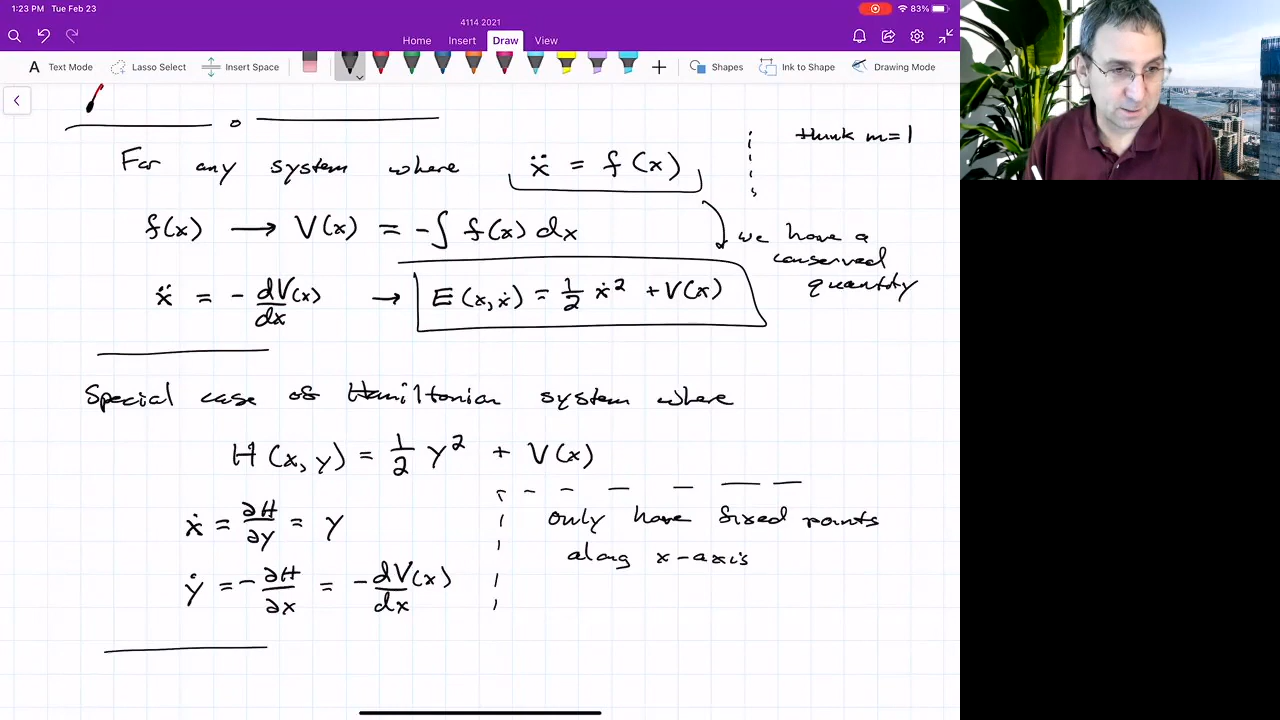 1:23 PM Tue Feb 23
83%
4114 2021
Home Insert Draw View
Text Mode Lasso Select Insert Space Shapes Ink to Shape Drawing Mode
think m=1
For any system where ẍ = f(x)
f(x) → V(x) = -∫ f(x) dx
we have a
conserved
quantity
ẍ = - dV(x)/dx → E(x,ẋ) = 1/2 ẋ² + V(x)
Special case of Hamiltonian system where
H(x,y) = 1/2 y² + V(x)
ẋ = ∂H/∂y = y
ẏ = -∂H/∂x = -dV(x)/dx
only have fixed points
along x-axis